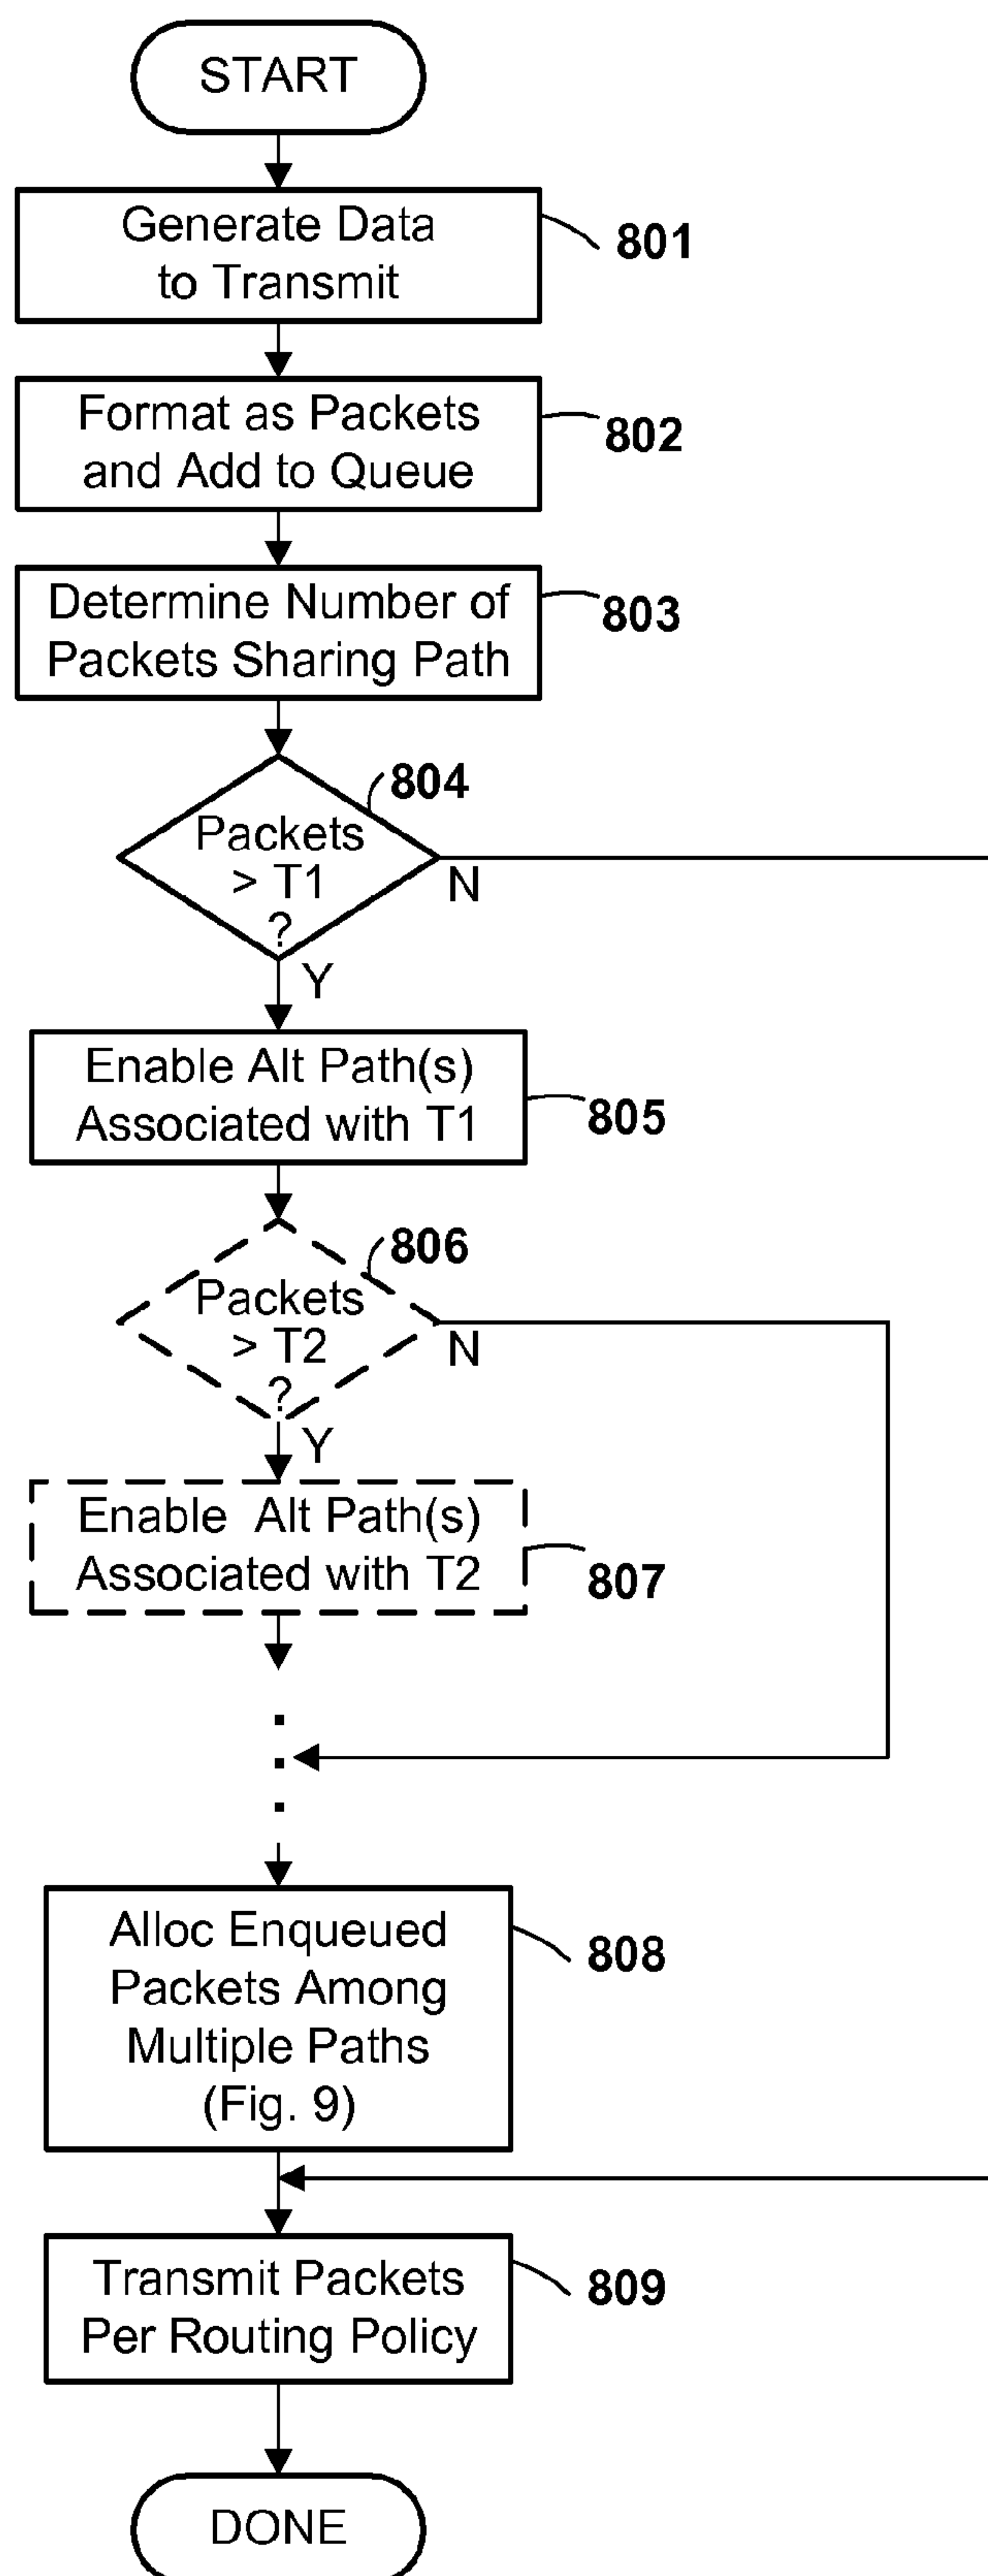 START
Generate Data
to Transmit
801
Format as Packets
and Add to Queue
802
Determine Number of
Packets Sharing Path
803
804
Packets
> T1
?
N
Y
Enable Alt Path(s)
Associated with T1
805
806
Packets
> T2
?
N
Y
Enable Alt Path(s)
Associated with T2
807
Alloc Enqueued
Packets Among
Multiple Paths
(Fig. 9)
808
Transmit Packets
Per Routing Policy
809
DONE